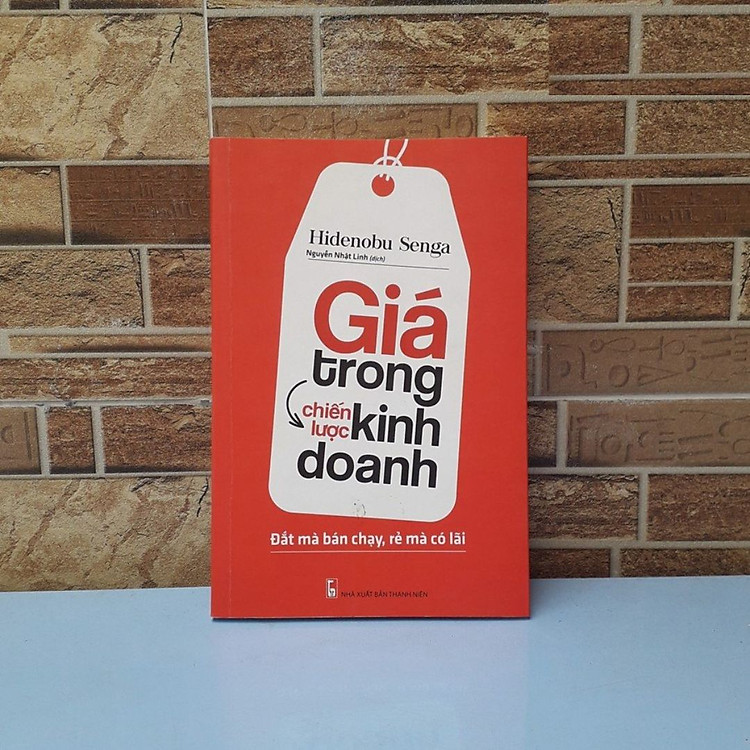 Hidenobu Senga
Nguyễn Nhật Linh (dịch)
Giá
trong
chiến
lược
kinh
doanh
Đắt mà bán chạy, rẻ mà có lãi
NHÀ XUẤT BẢN THANH NIÊN